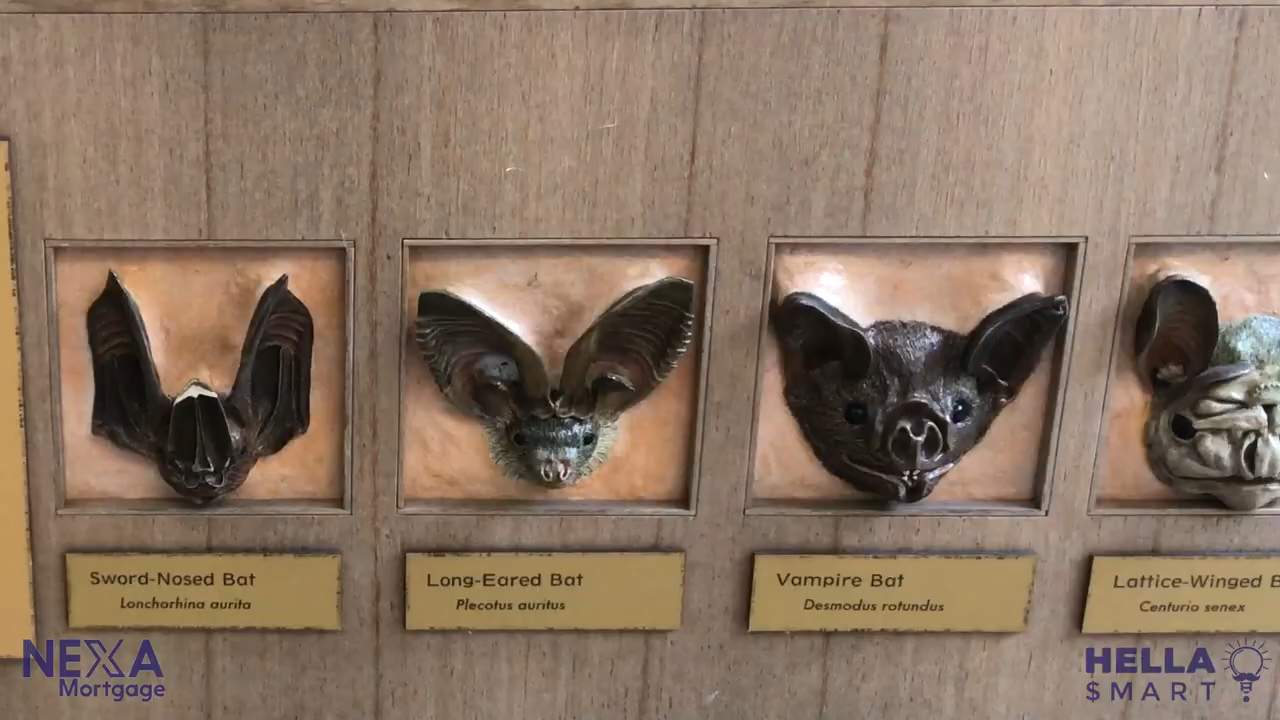 Sword-Nosed Bat
Lonchorhina aurita
Long-Eared Bat
Plecotus auritus
Vampire Bat
Desmodus rotundus
Lattice-Winged B
Centurio senex
NEXA
Mortgage
HELLA
$MART